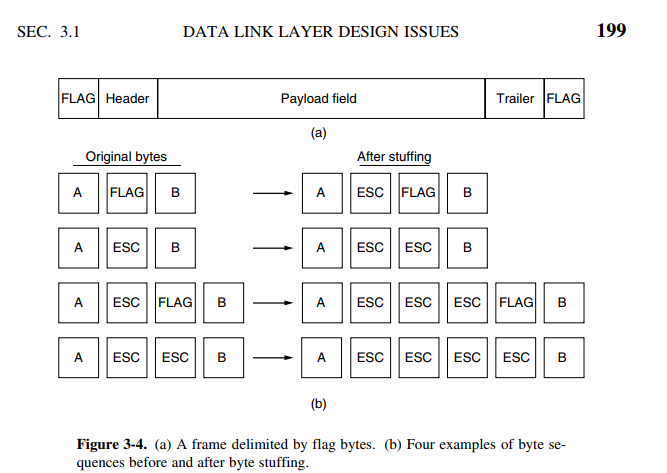 SEC. 3.1 DATA LINK LAYER DESIGN ISSUES 199
FLAG Header Payload field Trailer FLAG
(a)
Original bytes After stuffing
A FLAG B A ESC FLAG B
A ESC B A ESC ESC B
A ESC FLAG B A ESC ESC ESC FLAG B
A ESC ESC B A ESC ESC ESC ESC B
(b)
Figure 3-4. (a) A frame delimited by flag bytes. (b) Four examples of byte se-
quences before and after byte stuffing.